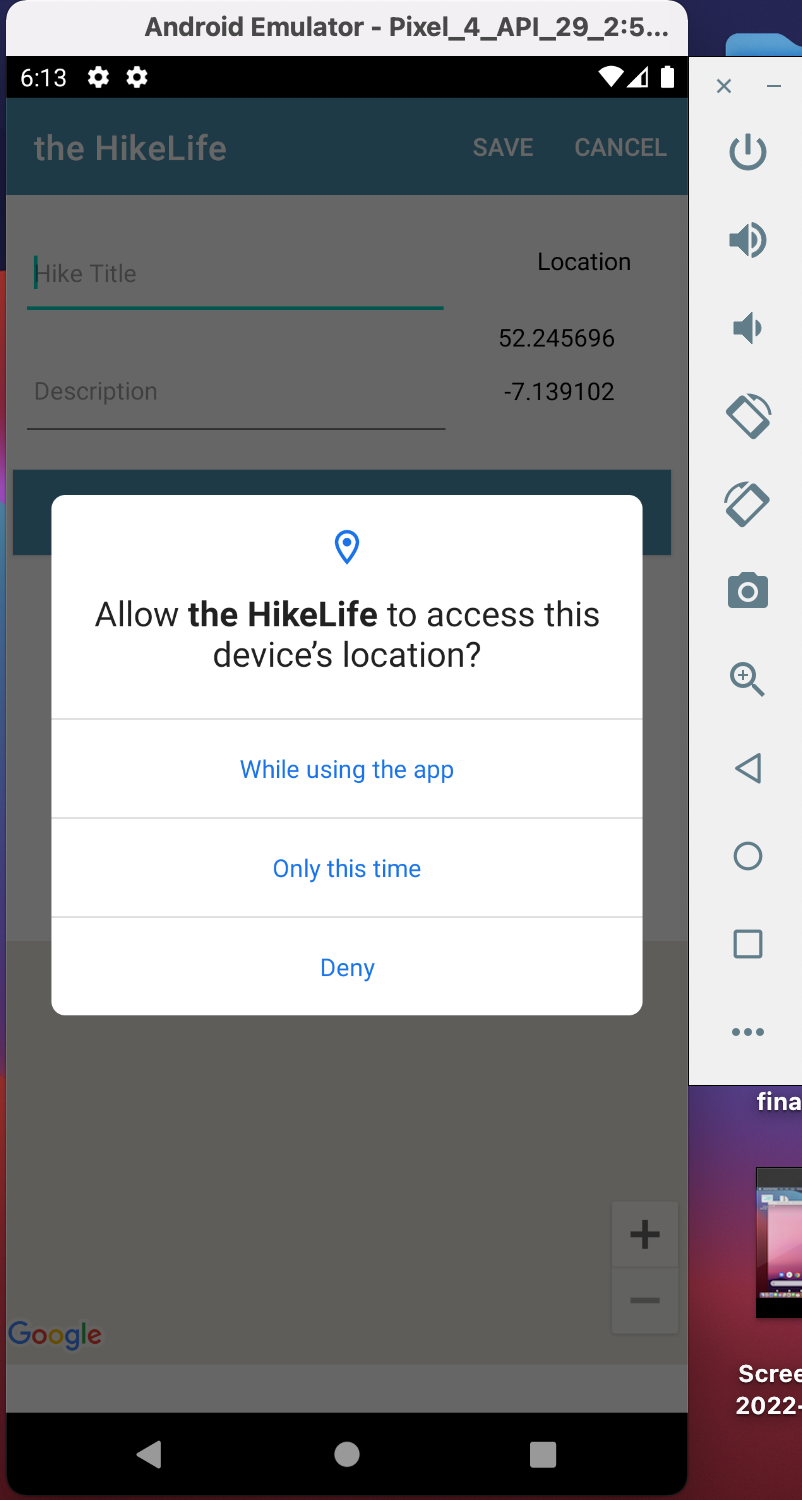 Android Emulator - Pixel_4_API_29_2:5...
6:13
the HikeLife
SAVE
CANCEL
Hike Title
Location
52.245696
Description
-7.139102
Allow the HikeLife to access this
device’s location?
While using the app
Only this time
Deny
Google
fina
Scree
2022-